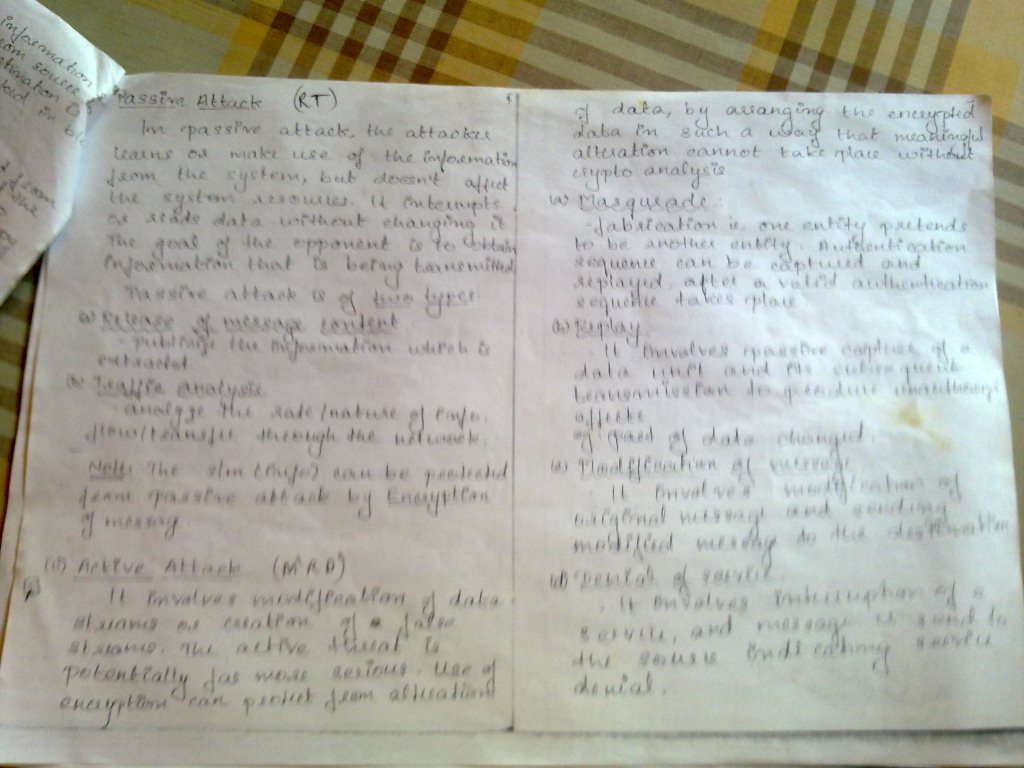 information
from source
Passive Attack (RT)
In passive attack, the attacker
learns or make use of the information
from the system, but doesn't affect
the system resources. It interrupts
or reads data without changing it
The goal of the opponent is to obtain
information that is being transmitted
Passive attack is of two types
Release of message content
- publicize the information which is
extracted
Traffic analysis
- analyze the rate/nature of info.
flow/transfer through the network.
Note: The s/m (info) can be protected
from passive attack by Encryption
of messag
Active Attack (M²RD)
It involves modification of data
streams or creation of a false
streams. The active threat is
potentially far more serious. Use of
encryption can protect from alteration
of data, by arranging the encrypted
data in such a way that meaningful
alteration cannot take place without
crypto analysis
(a) Masquerade:
- fabrication ie, one entity pretends
to be another entity. Authentication
sequence can be captured and
replayed after a valid authentication
sequence takes place
(b) Replay
- It involves passive capture of a
data unit and its subsequent
transmission to produce
effects
part of data changed.
(c) Modification of message
- It involves modification of
original message and sending
modified message to the destination
(d) Denial of service
- It involves interruption of a
service, and message is send to
the source indicating service
denial.